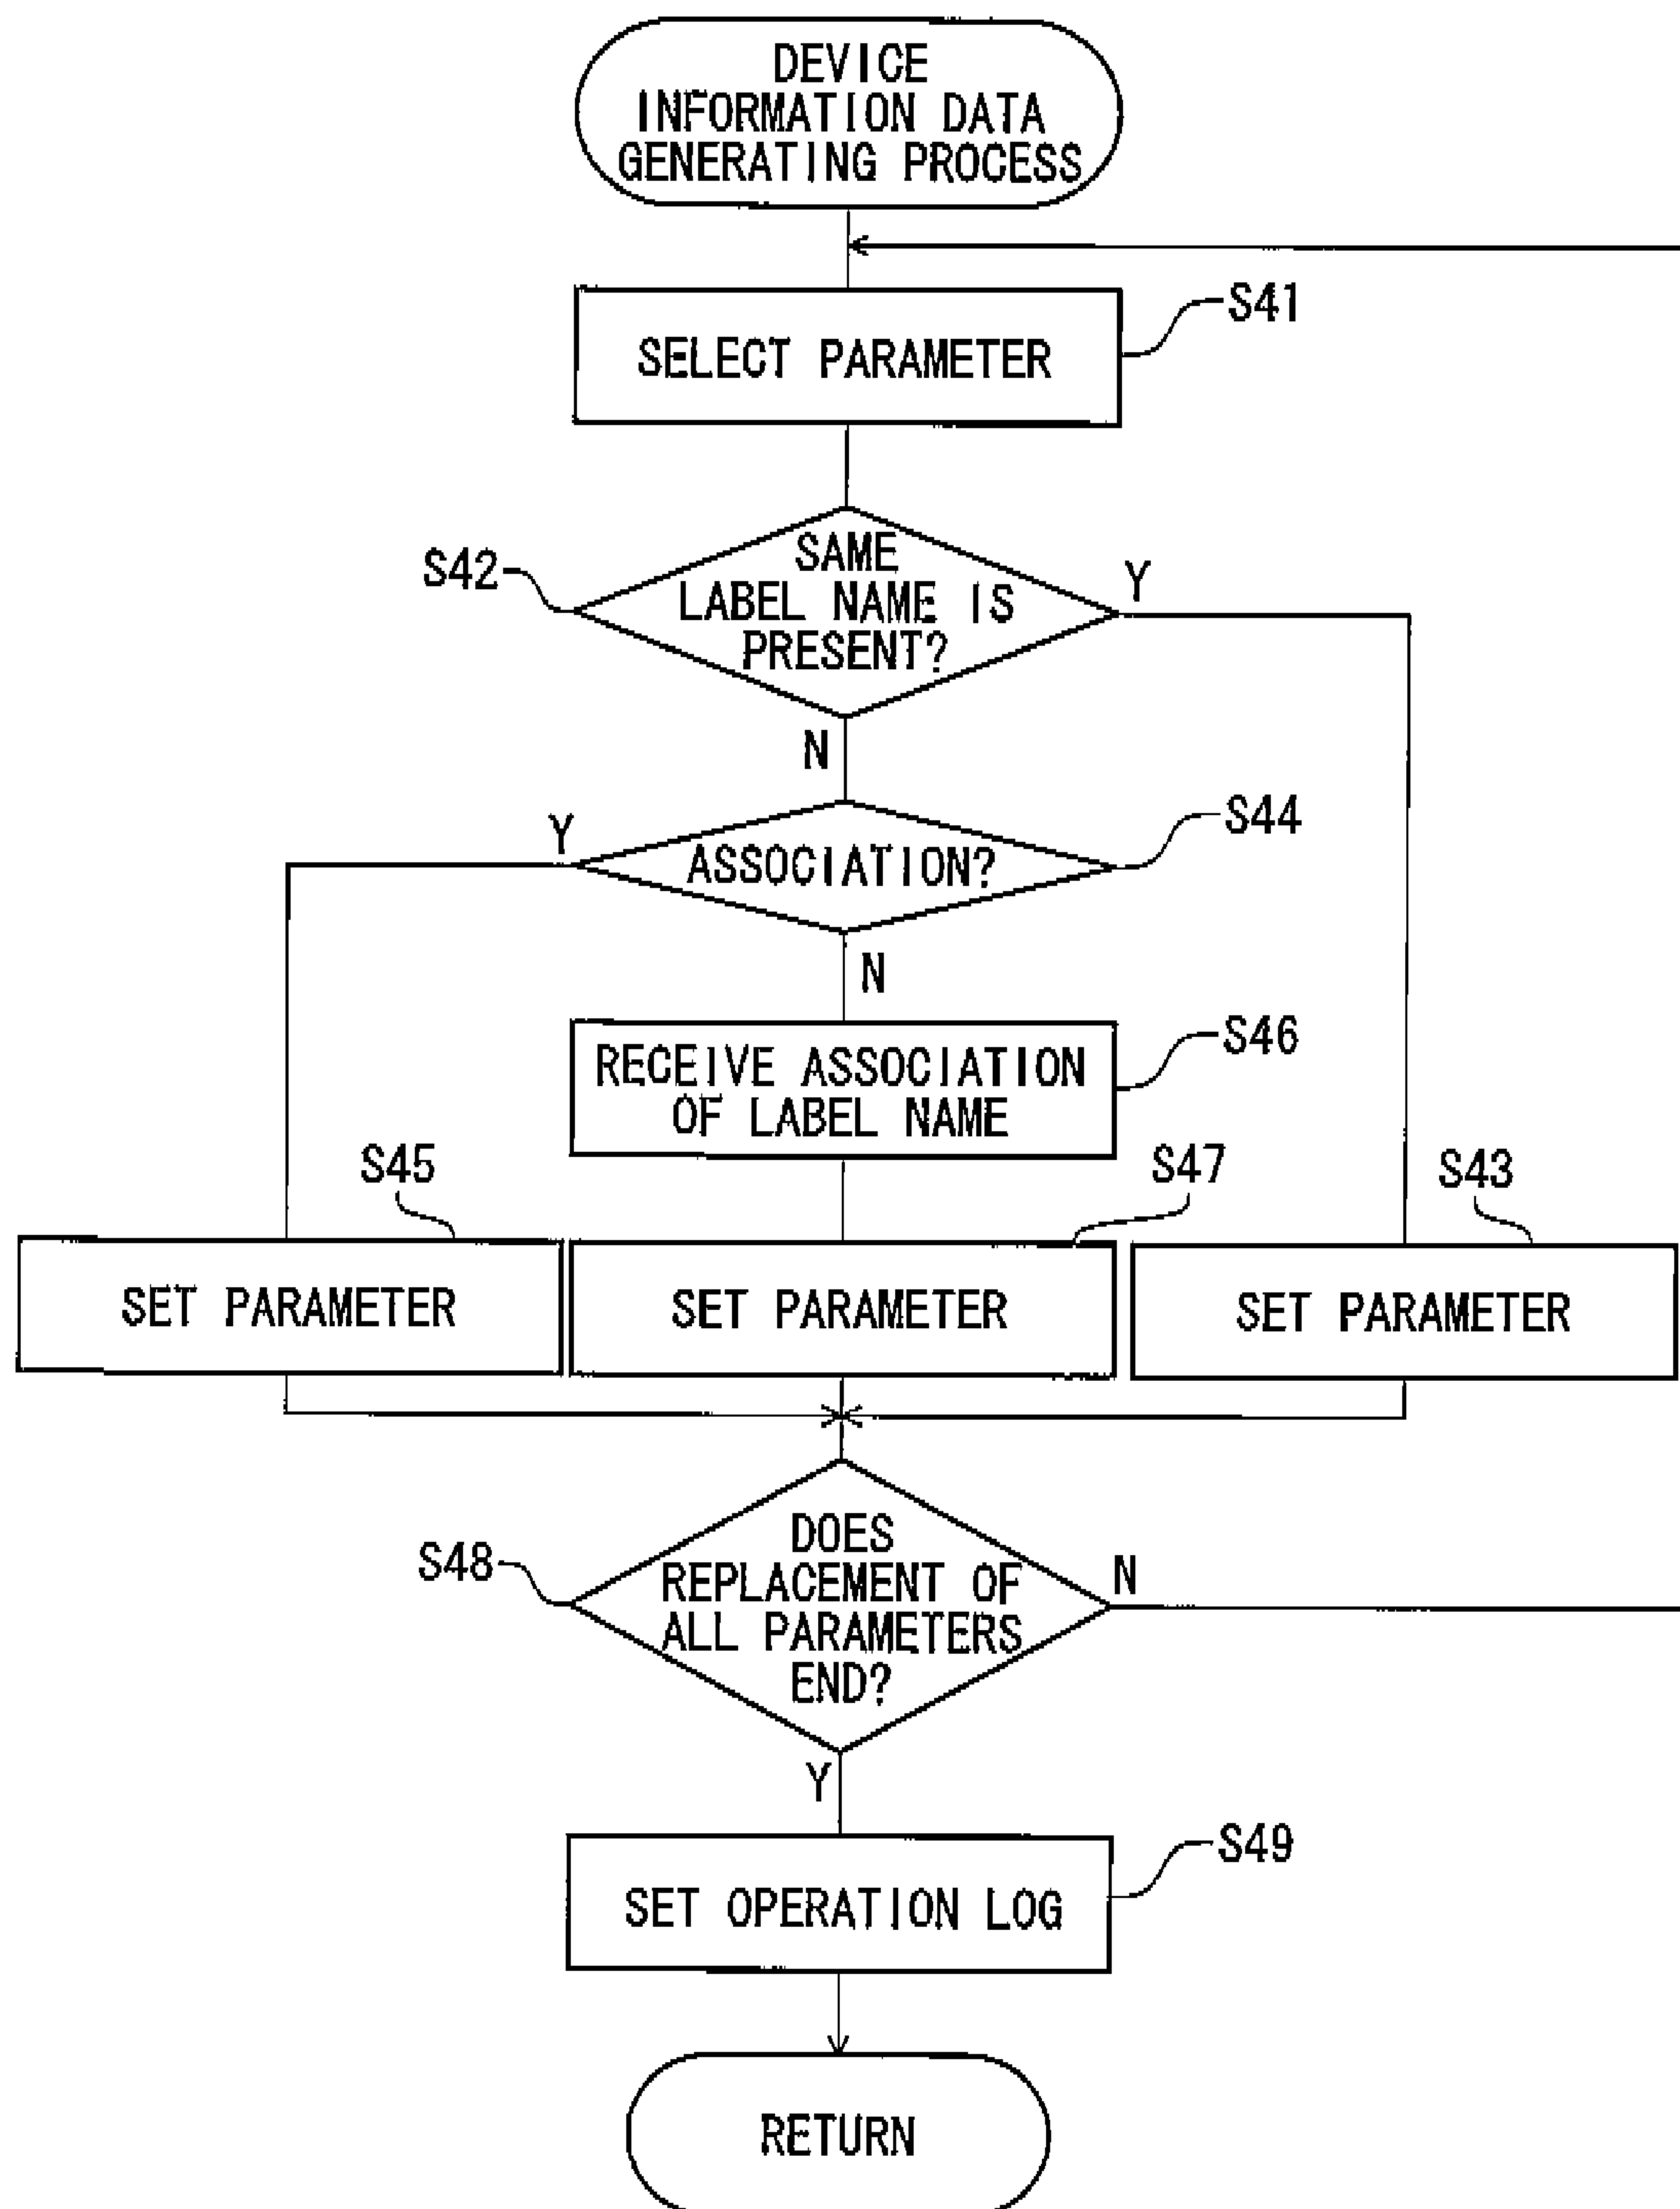 DEVICE
INFORMATION DATA
GENERATING PROCESS
S41
SELECT PARAMETER
S42
SAME
LABEL NAME IS
PRESENT?
Y
N
S44
Y
ASSOCIATION?
N
S46
RECEIVE ASSOCIATION
OF LABEL NAME
S45
S47
S43
SET PARAMETER
SET PARAMETER
SET PARAMETER
S48
DOES
REPLACEMENT OF
ALL PARAMETERS
END?
N
Y
S49
SET OPERATION LOG
RETURN